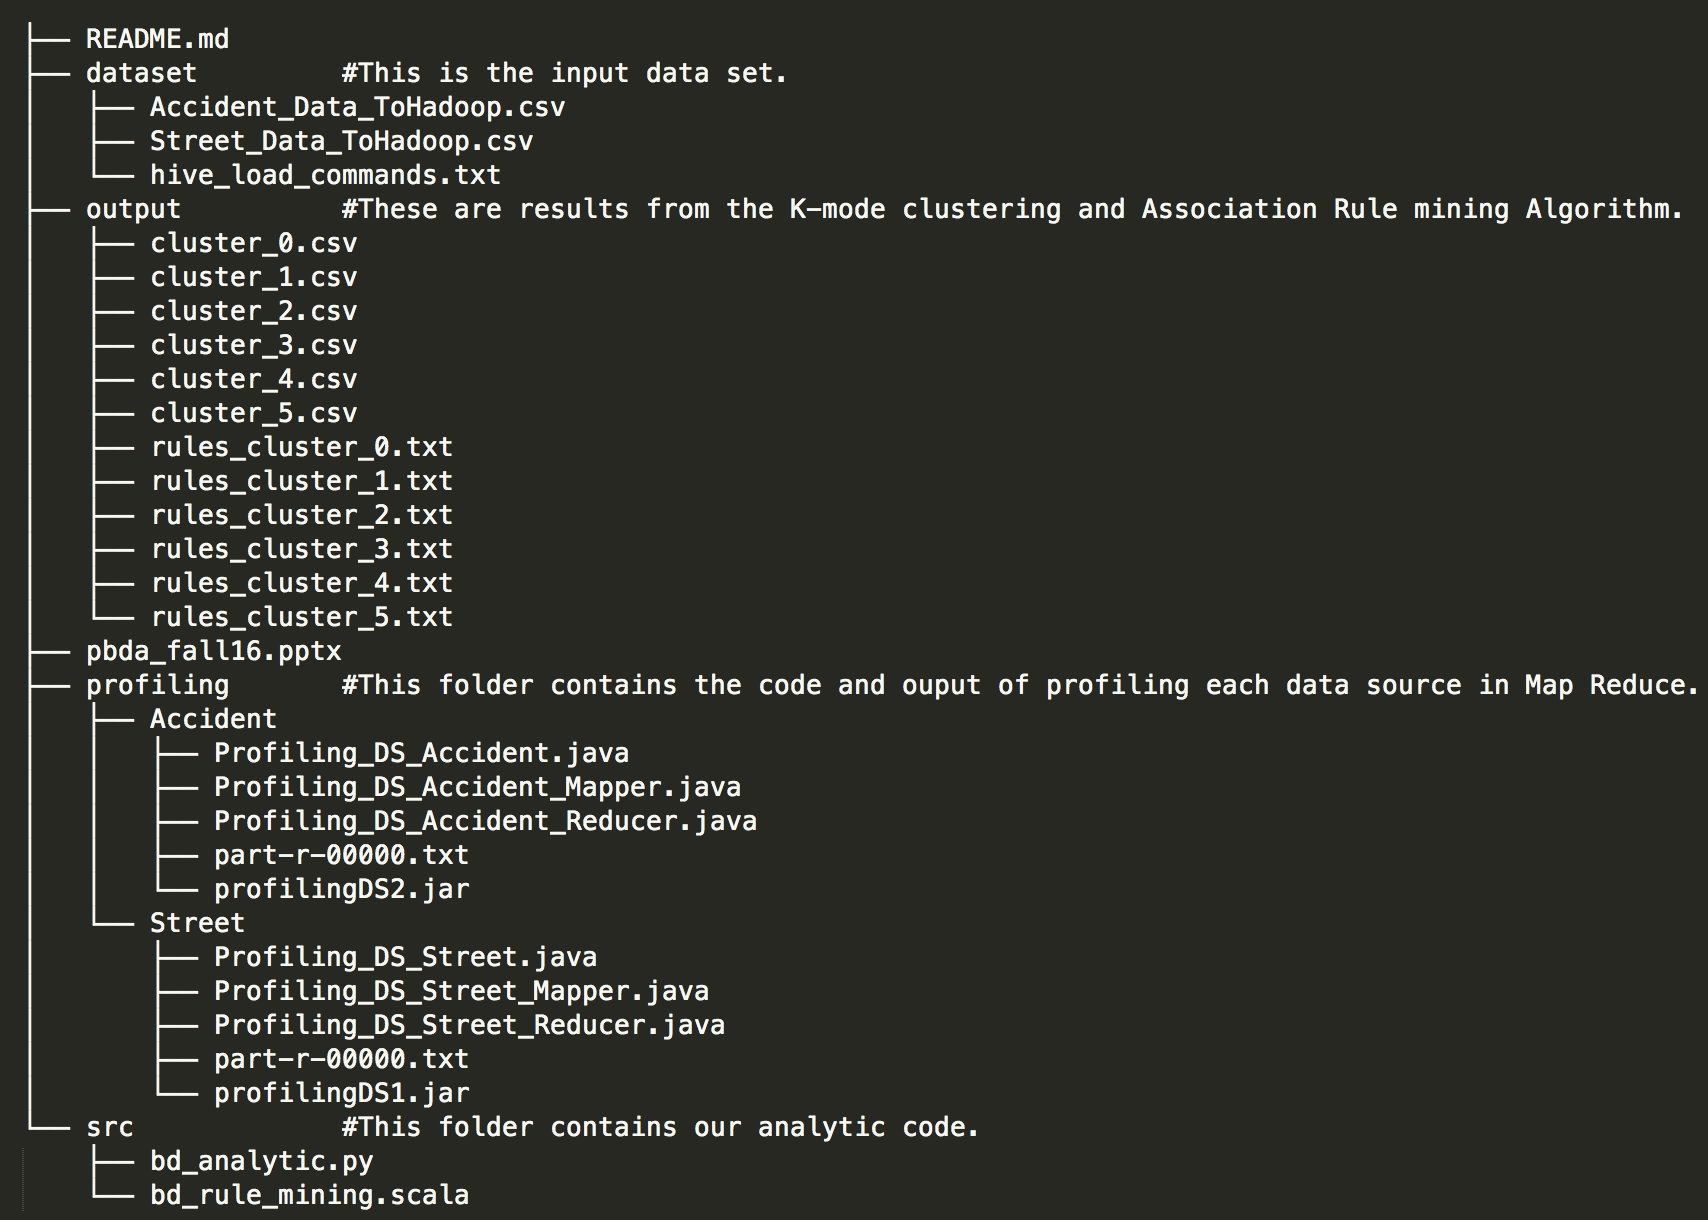 ├── README.md
├── dataset         #This is the input data set.
│   ├── Accident_Data_ToHadoop.csv
│   ├── Street_Data_ToHadoop.csv
│   └── hive_load_commands.txt
├── output          #These are results from the K-mode clustering and Association Rule mining Algorithm.
│   ├── cluster_0.csv
│   ├── cluster_1.csv
│   ├── cluster_2.csv
│   ├── cluster_3.csv
│   ├── cluster_4.csv
│   ├── cluster_5.csv
│   ├── rules_cluster_0.txt
│   ├── rules_cluster_1.txt
│   ├── rules_cluster_2.txt
│   ├── rules_cluster_3.txt
│   ├── rules_cluster_4.txt
│   └── rules_cluster_5.txt
├── pbda_fall16.pptx
├── profiling       #This folder contains the code and ouput of profiling each data source in Map Reduce.
│   ├── Accident
│   │   ├── Profiling_DS_Accident.java
│   │   ├── Profiling_DS_Accident_Mapper.java
│   │   ├── Profiling_DS_Accident_Reducer.java
│   │   ├── part-r-00000.txt
│   │   └── profilingDS2.jar
│   └── Street
│       ├── Profiling_DS_Street.java
│       ├── Profiling_DS_Street_Mapper.java
│       ├── Profiling_DS_Street_Reducer.java
│       ├── part-r-00000.txt
│       └── profilingDS1.jar
└── src             #This folder contains our analytic code.
    ├── bd_analytic.py
    └── bd_rule_mining.scala